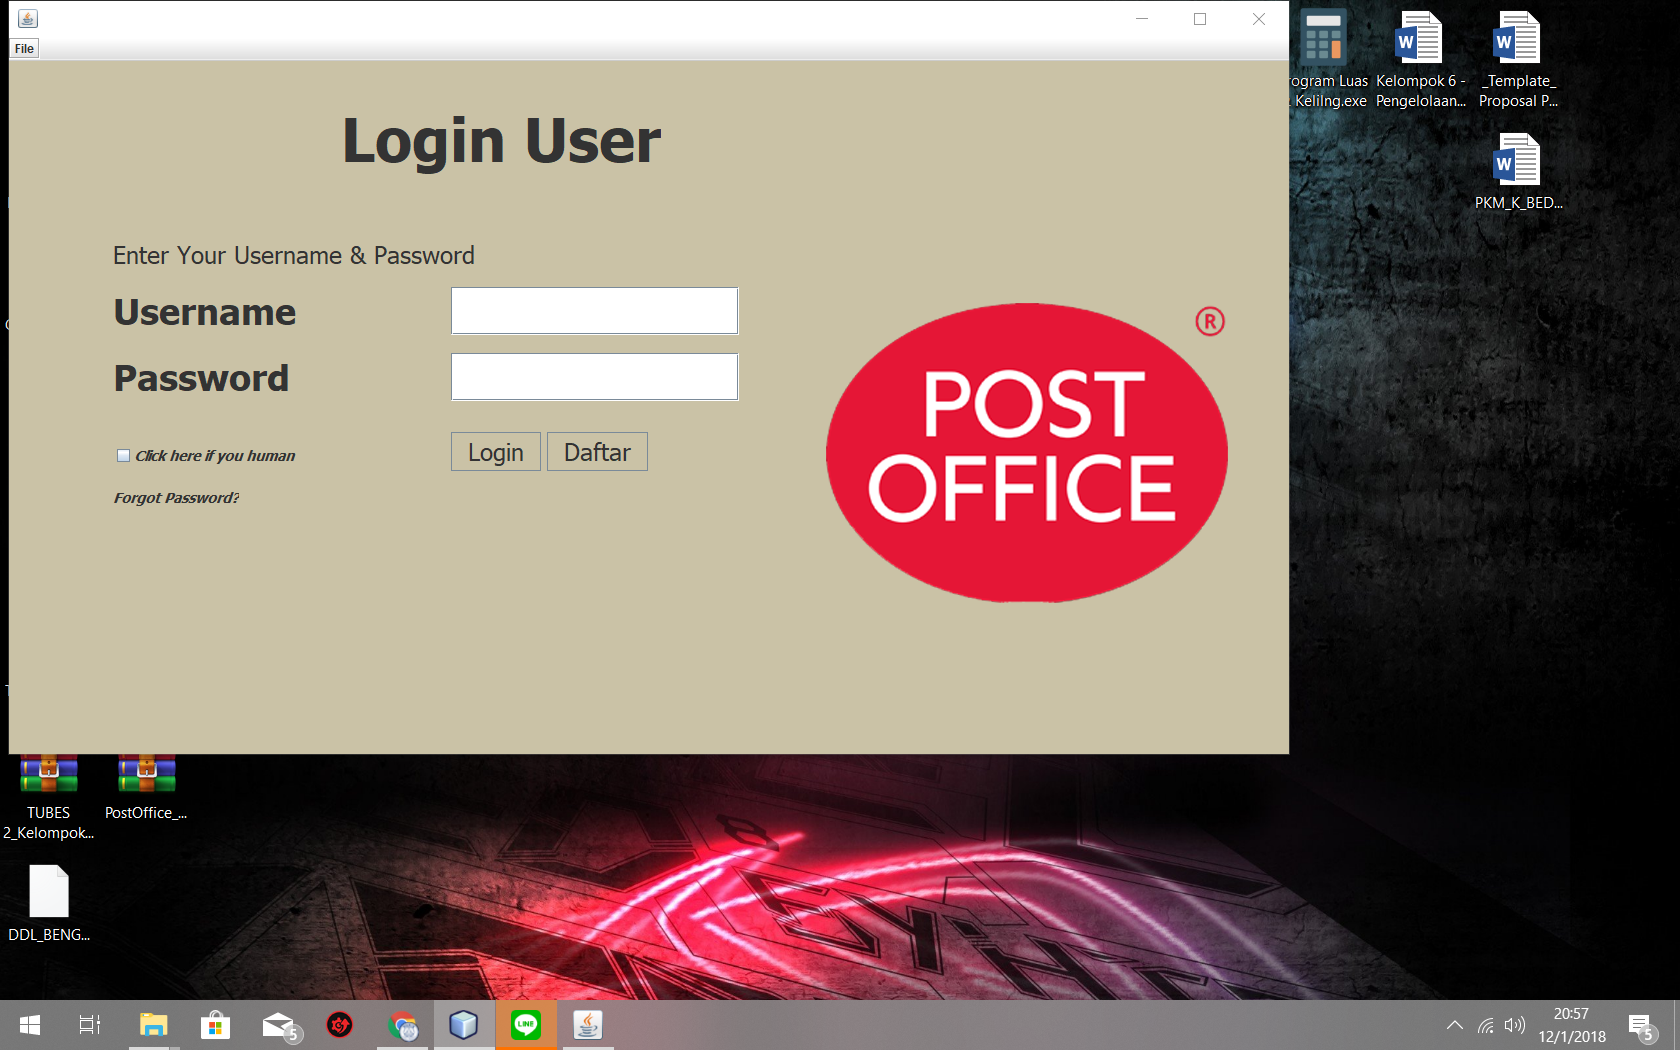 File
Login User
Enter Your Username & Password
Username
Password
Click here if you human
Login
Daftar
Forgot Password?
POST
OFFICE
®
rogram Luas
Kelilng.exe
Kelompok 6 -
Pengelolaan...
_Template_
Proposal P...
PKM_K_BED...
TUBES
2_Kelompok...
PostOffice_...
DDL_BENG...
5
LINE
20:57
12/1/2018
5